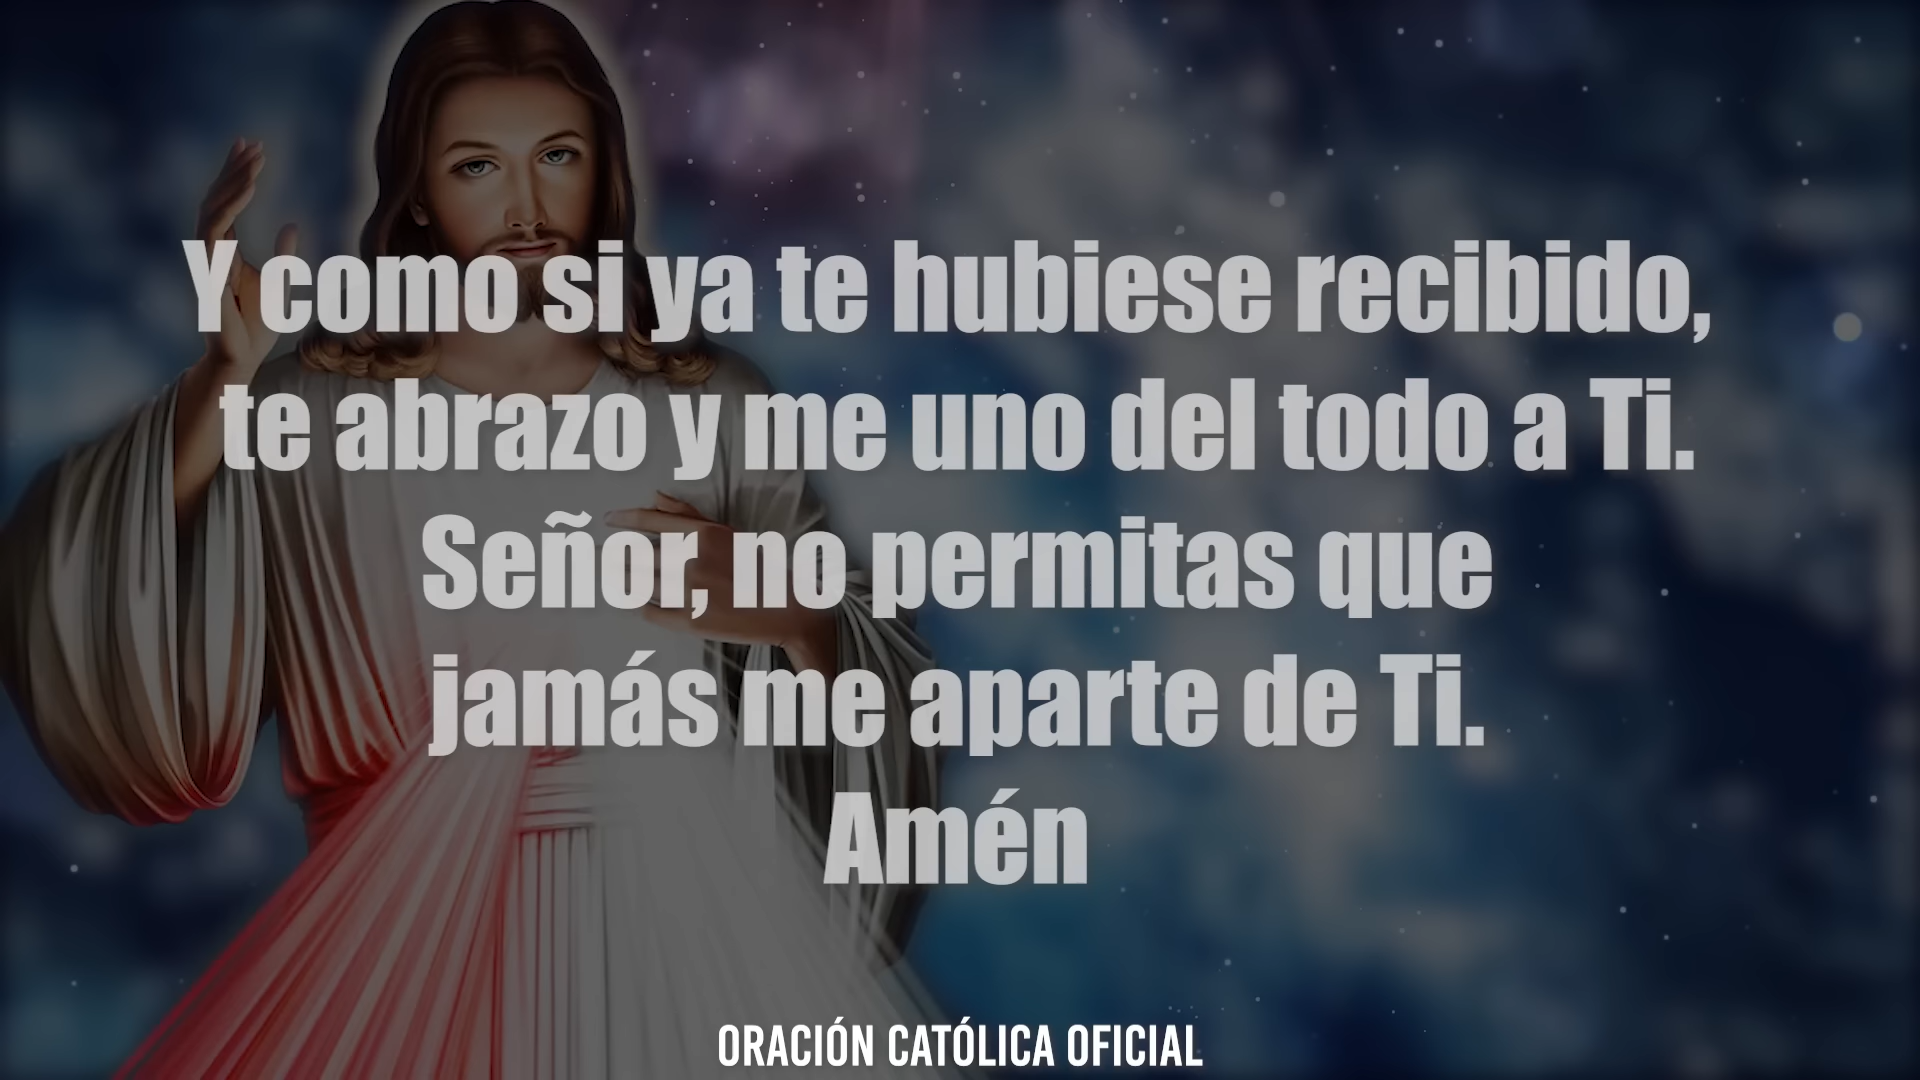 Y como si ya te hubiese recibido,
te abrazo y me uno del todo a Ti.
Señor, no permitas que
jamás me aparte de Ti.
Amén
ORACIÓN CATÓLICA OFICIAL